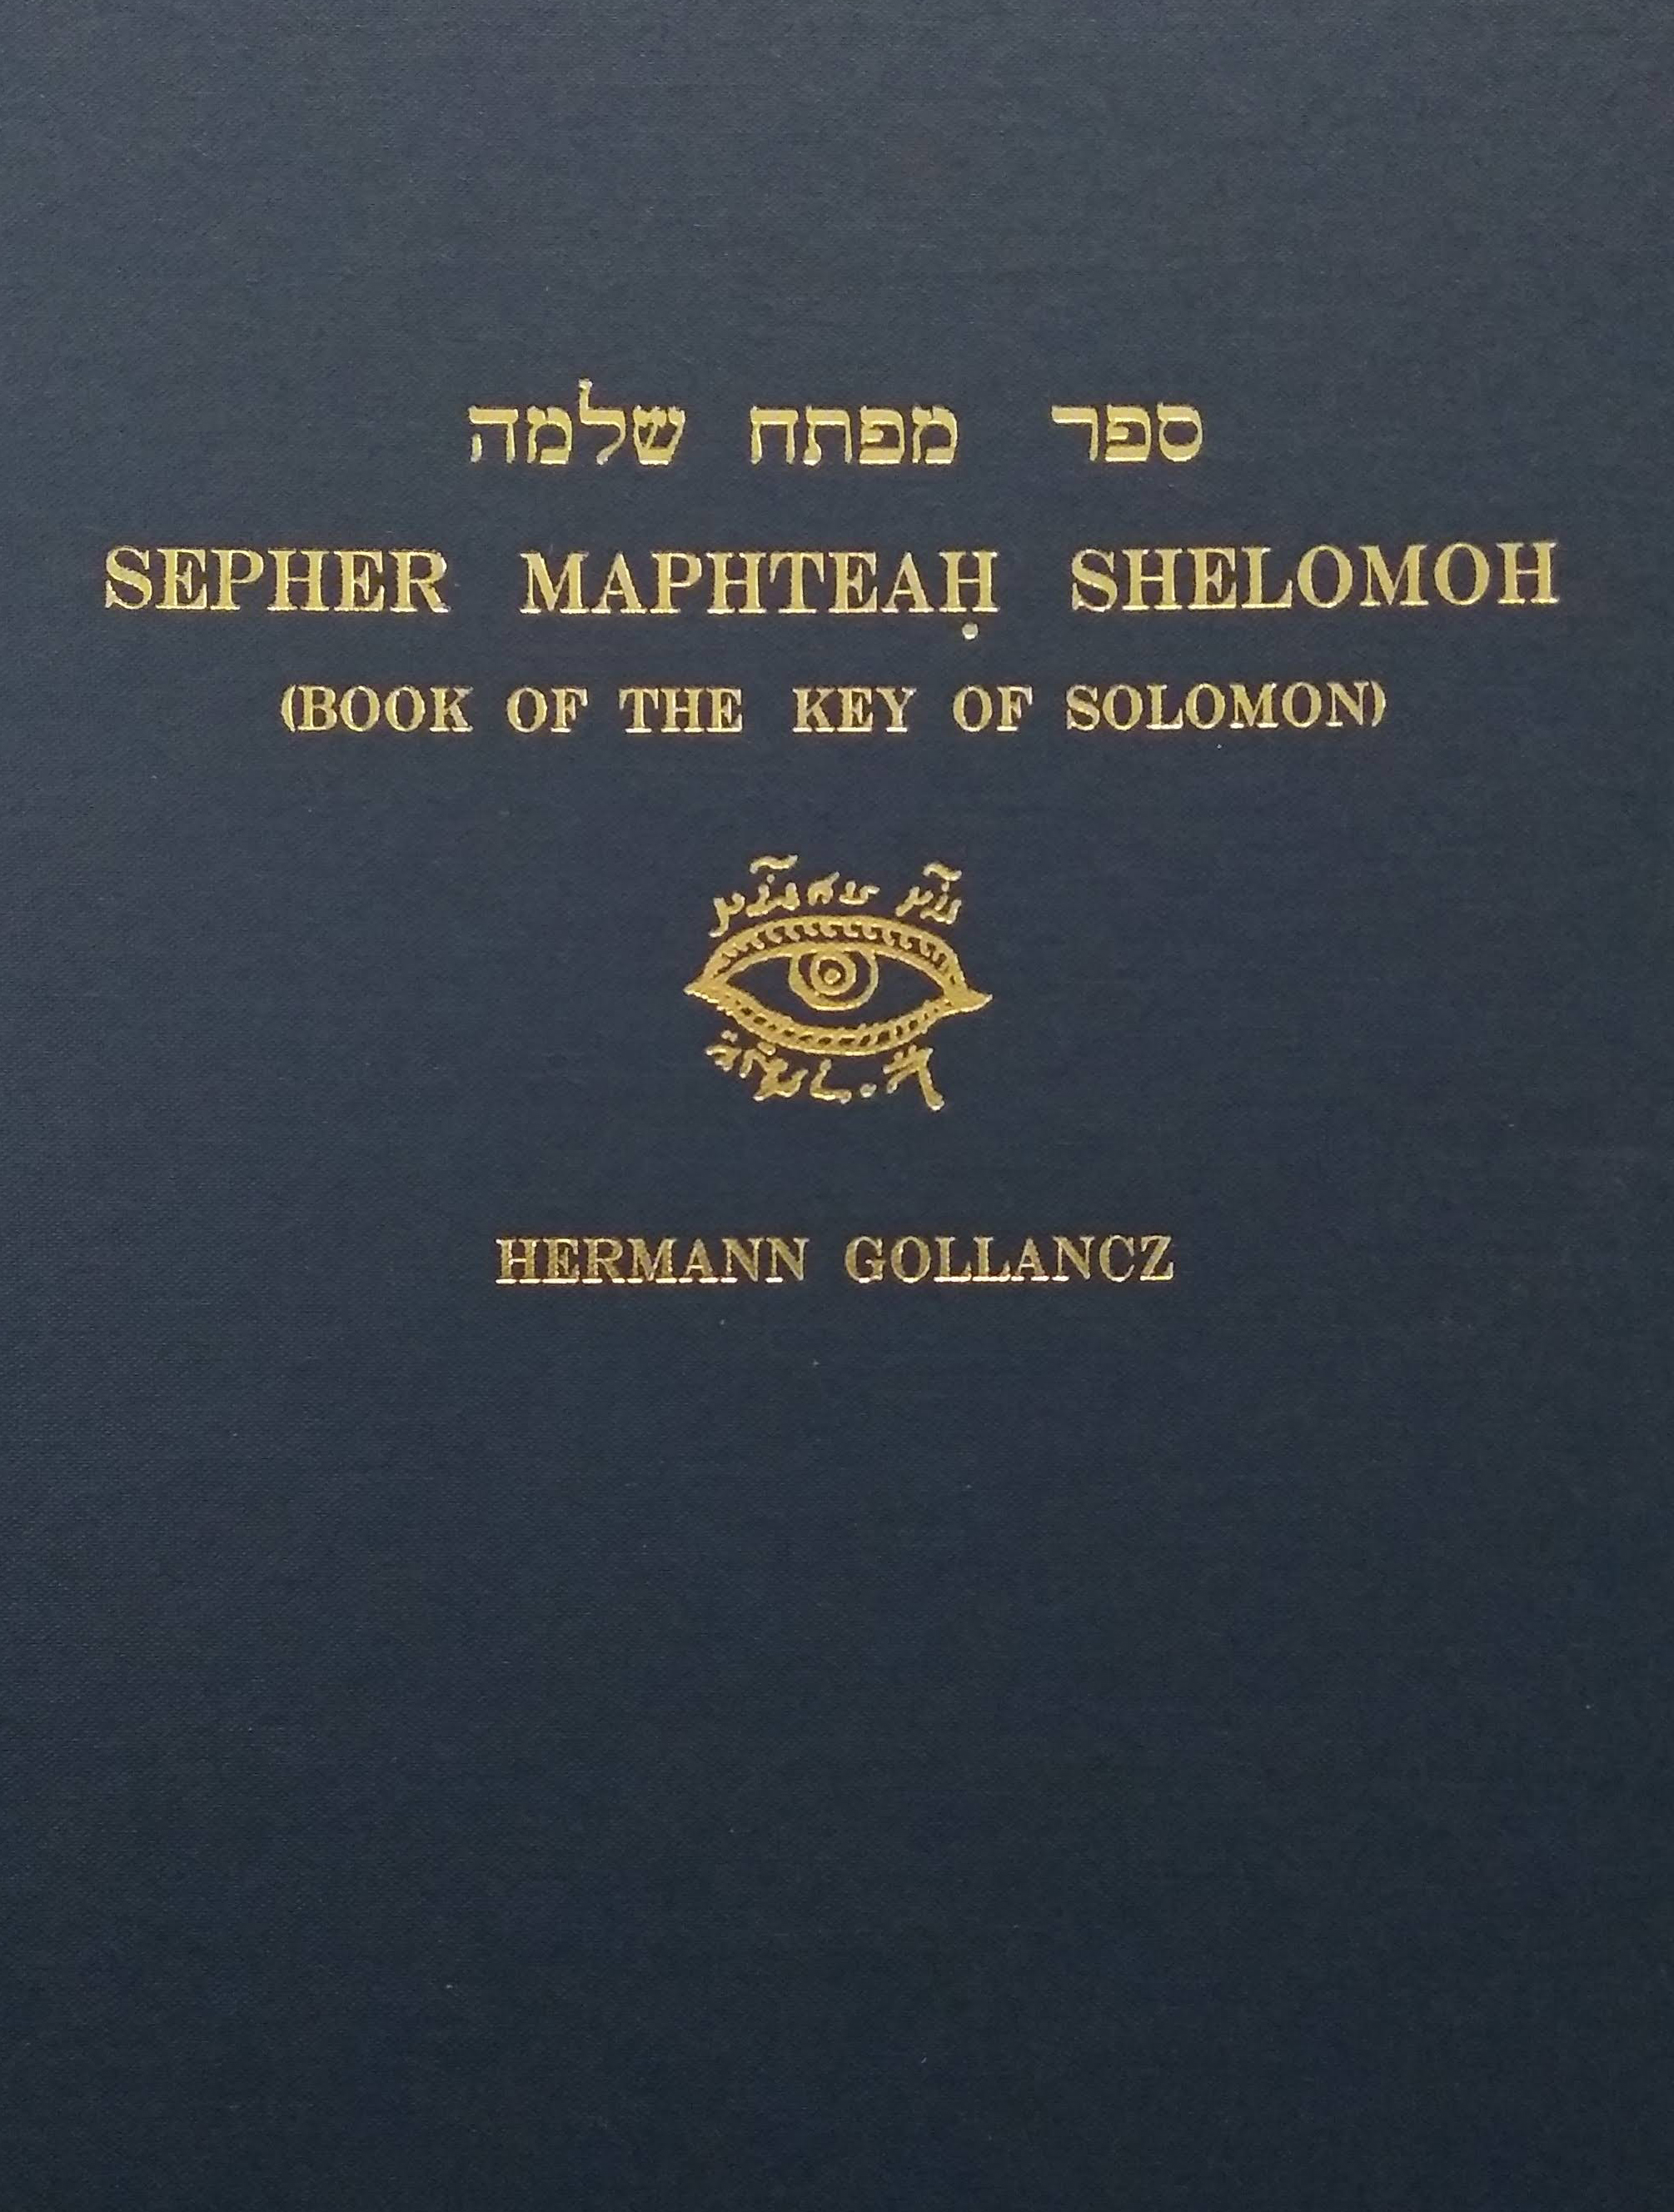 ספר מפתח שלמה
SEPHER MAPHTEAḤ SHELOMOH
(BOOK OF THE KEY OF SOLOMON)
HERMANN GOLLANCZ